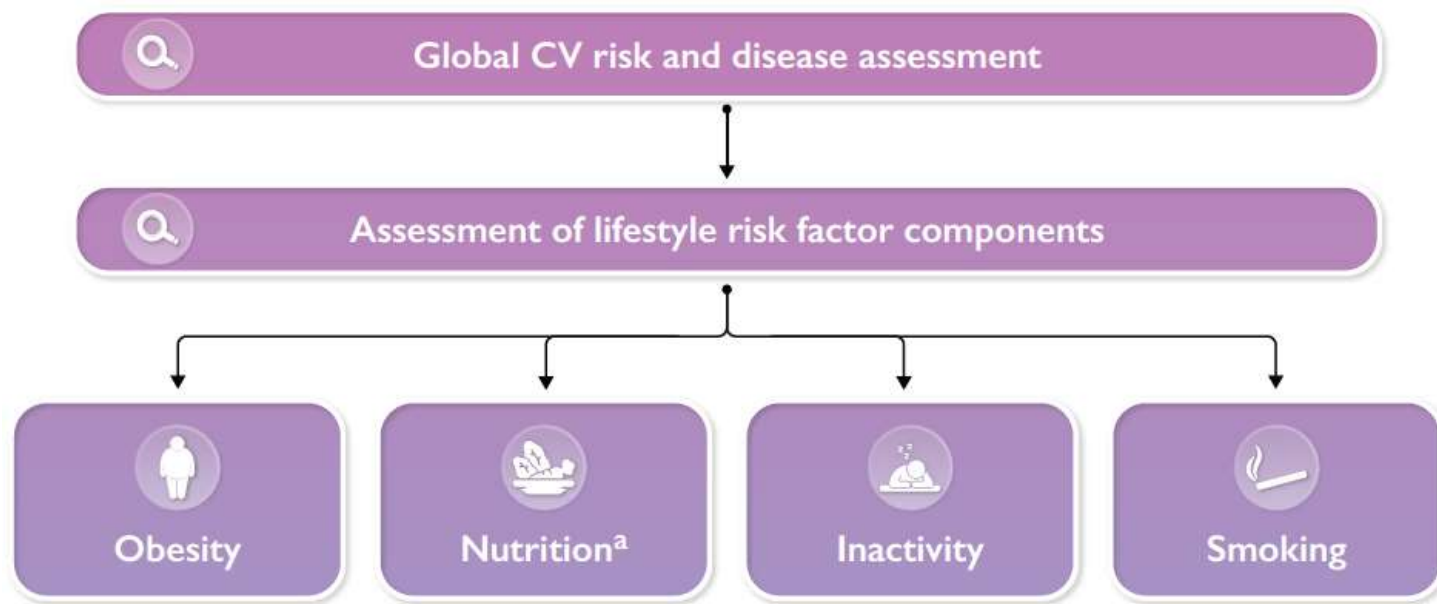 Global CV risk and disease assessment
Assessment of lifestyle risk factor components
Obesity
Nutritionᵃ
Inactivity
Smoking